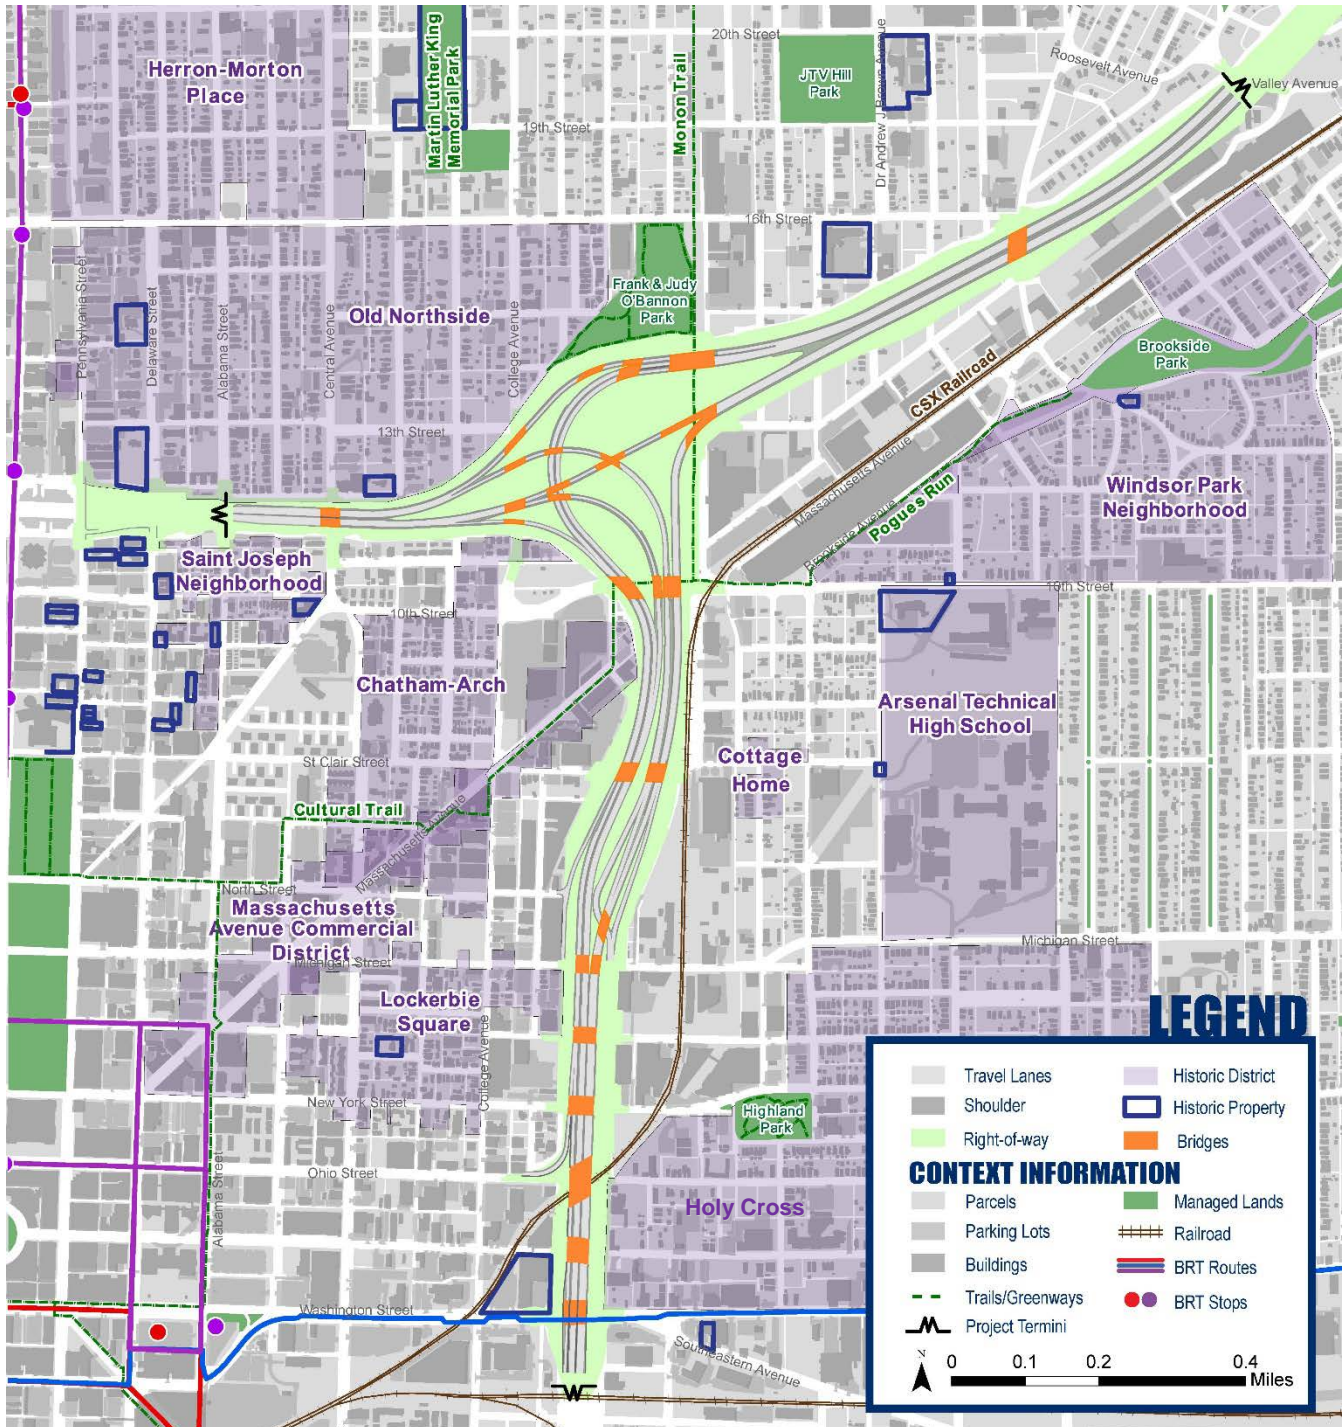 20th Street
Roosevelt Avenue
Herron-Morton
Place
Martin Luther King
Memorial Park
Monon Trail
JTV Hill
Park
Dr Andrew J Brown Avenue
Valley Avenue
19th Street
16th Street
Pennsylvania Street
Delaware Street
Alabama Street
Central Avenue
College Avenue
Old Northside
Frank & Judy
O'Bannon
Park
CSX Railroad
Brookside
Park
13th Street
Massachusetts Avenue
Brookside Avenue
Pogues Run
Windsor Park
Neighborhood
Saint Joseph
Neighborhood
10th Street
10th Street
Chatham-Arch
Arsenal Technical
High School
St Clair Street
Cottage
Home
Cultural Trail
Massachusetts Avenue
North Street
Massachusetts
Avenue Commercial
District
Michigan Street
Michigan Street
Lockerbie
Square
College Avenue
New York Street
Highland
Park
Ohio Street
Alabama Street
Holy Cross
Washington Street
Southeastern Avenue
LEGEND
Travel Lanes
Shoulder
Right-of-way
Historic District
Historic Property
Bridges
CONTEXT INFORMATION
Parcels
Parking Lots
Buildings
Trails/Greenways
Project Termini
Managed Lands
Railroad
BRT Routes
BRT Stops
N
0 0.1 0.2 0.4
Miles